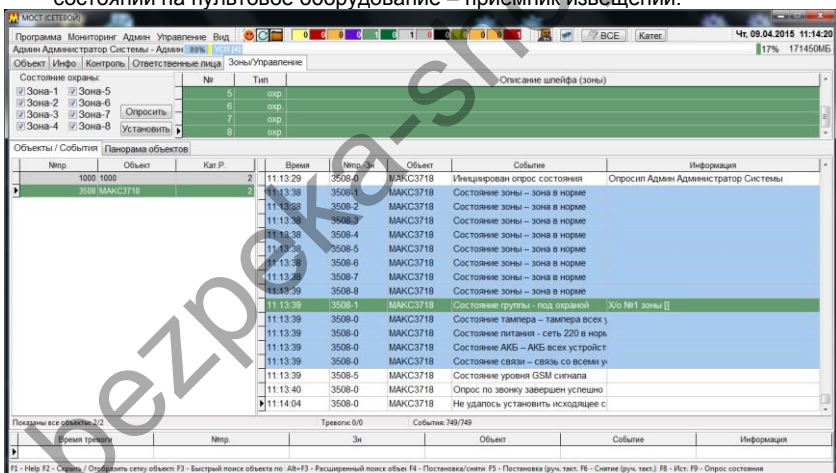 состоянии на пультовое оборудование – приемник извещений.
МОСТ (СЕТЕВОЙ)
Программа Мониторинг Админ Управление Вид ВСЕ Катег. Чт, 09.04.2015 11:14:20
Админ Администратор Системы - Админ 89% УСП [4] 17% 171450МБ
Объект Инфо Контроль Ответственные лица Зоны/Управление
Состояние охраны: № Тип Описание шлейфа (зоны)
Зона-1 Зона-5 5 охр.
Зона-2 Зона-6 6 охр.
Зона-3 Зона-7 Опросить 7 охр.
Зона-4 Зона-8 Установить 8 охр.
Объекты / События Панорама объектов
№пр. Объект Кат.Р. Время №пр.-Зн Объект Событие Информация
1000 1000 2 11:13:29 3508-0 МАКС3718 Инициирован опрос состояния Опросил Админ Администратор Системы
3508 МАКС3718 2 11:13:38 3508-1 МАКС3718 Состояние зоны – зона в норме
11:13:38 3508-2 МАКС3718 Состояние зоны – зона в норме
11:13:38 3508-3 МАКС3718 Состояние зоны – зона в норме
11:13:38 3508-4 МАКС3718 Состояние зоны – зона в норме
11:13:38 3508-5 МАКС3718 Состояние зоны – зона в норме
11:13:38 3508-6 МАКС3718 Состояние зоны – зона в норме
11:13:38 3508-7 МАКС3718 Состояние зоны – зона в норме
11:13:39 3508-8 МАКС3718 Состояние зоны – зона в норме
11:13:39 3508-1 МАКС3718 Состояние группы - под охраной Х/о №1 зоны []
11:13:39 3508-0 МАКС3718 Состояние тампера – тампера всех у
11:13:39 3508-0 МАКС3718 Состояние питания - сеть 220 в норм
11:13:39 3508-0 МАКС3718 Состояние АКБ – АКБ всех устройст
11:13:39 3508-0 МАКС3718 Состояние связи – связь со всеми у
11:13:39 3508-5 МАКС3718 Состояние уровня GSM сигнала
11:13:40 3508-0 МАКС3718 Опрос по звонку завершен успешно
11:14:04 3508-0 МАКС3718 Не удалось установить исходящее с
Показаны все объекты: 2/2 Тревоги: 0/0 События: 749/749
Время тревоги №пр. Зн Объект Событие Информация
F1 - Help F2 - Скрыть / Отобразить сетку объект F3 - Быстрый поиск объекта по Alt+F3 - Расширенный поиск объек F4 - Постановка/сняти F5 - Постановка (руч. такт. F6 - Снятие (руч. такт.) F8 - Ист. F9 - Опрос состояния
bezpeka-sh